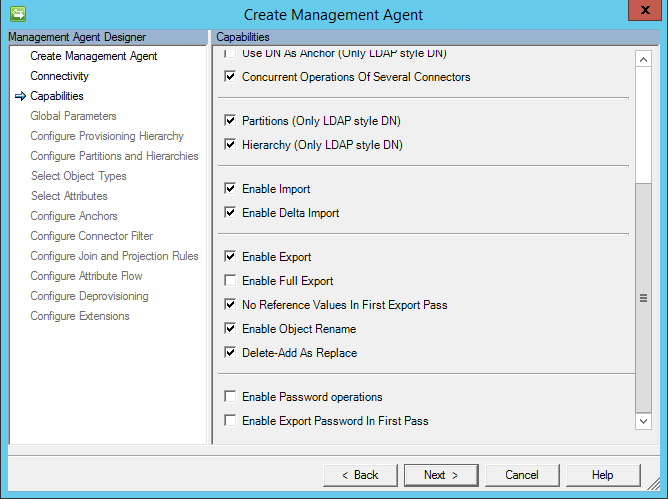 Create Management Agent
X
Management Agent Designer
Create Management Agent
Connectivity
Capabilities
Global Parameters
Configure Provisioning Hierarchy
Configure Partitions and Hierarchies
Select Object Types
Select Attributes
Configure Anchors
Configure Connector Filter
Configure Join and Projection Rules
Configure Attribute Flow
Configure Deprovisioning
Configure Extensions
Capabilities
Use DN As Anchor (Only LDAP style DN)
Concurrent Operations Of Several Connectors
Partitions (Only LDAP style DN)
Hierarchy (Only LDAP style DN)
Enable Import
Enable Delta Import
Enable Export
Enable Full Export
No Reference Values In First Export Pass
Enable Object Rename
Delete-Add As Replace
Enable Password operations
Enable Export Password In First Pass
< Back
Next >
Cancel
Help